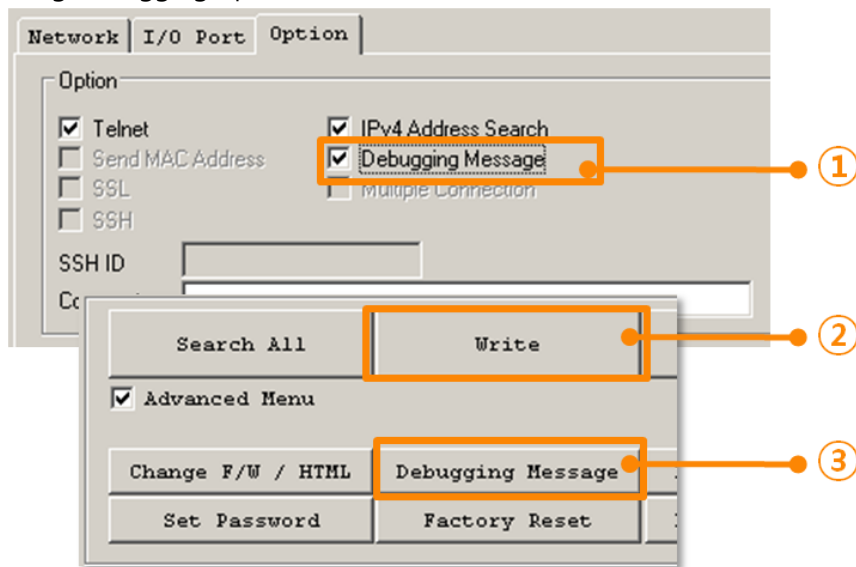 Network I/O Port Option
Option
Telnet IPv4 Address Search
Send MAC Address Debugging Message ①
SSL Multiple Connection
SSH
SSH ID
Search All Write ②
Advanced Menu
Change F/W / HTML Debugging Message ③
Set Password Factory Reset